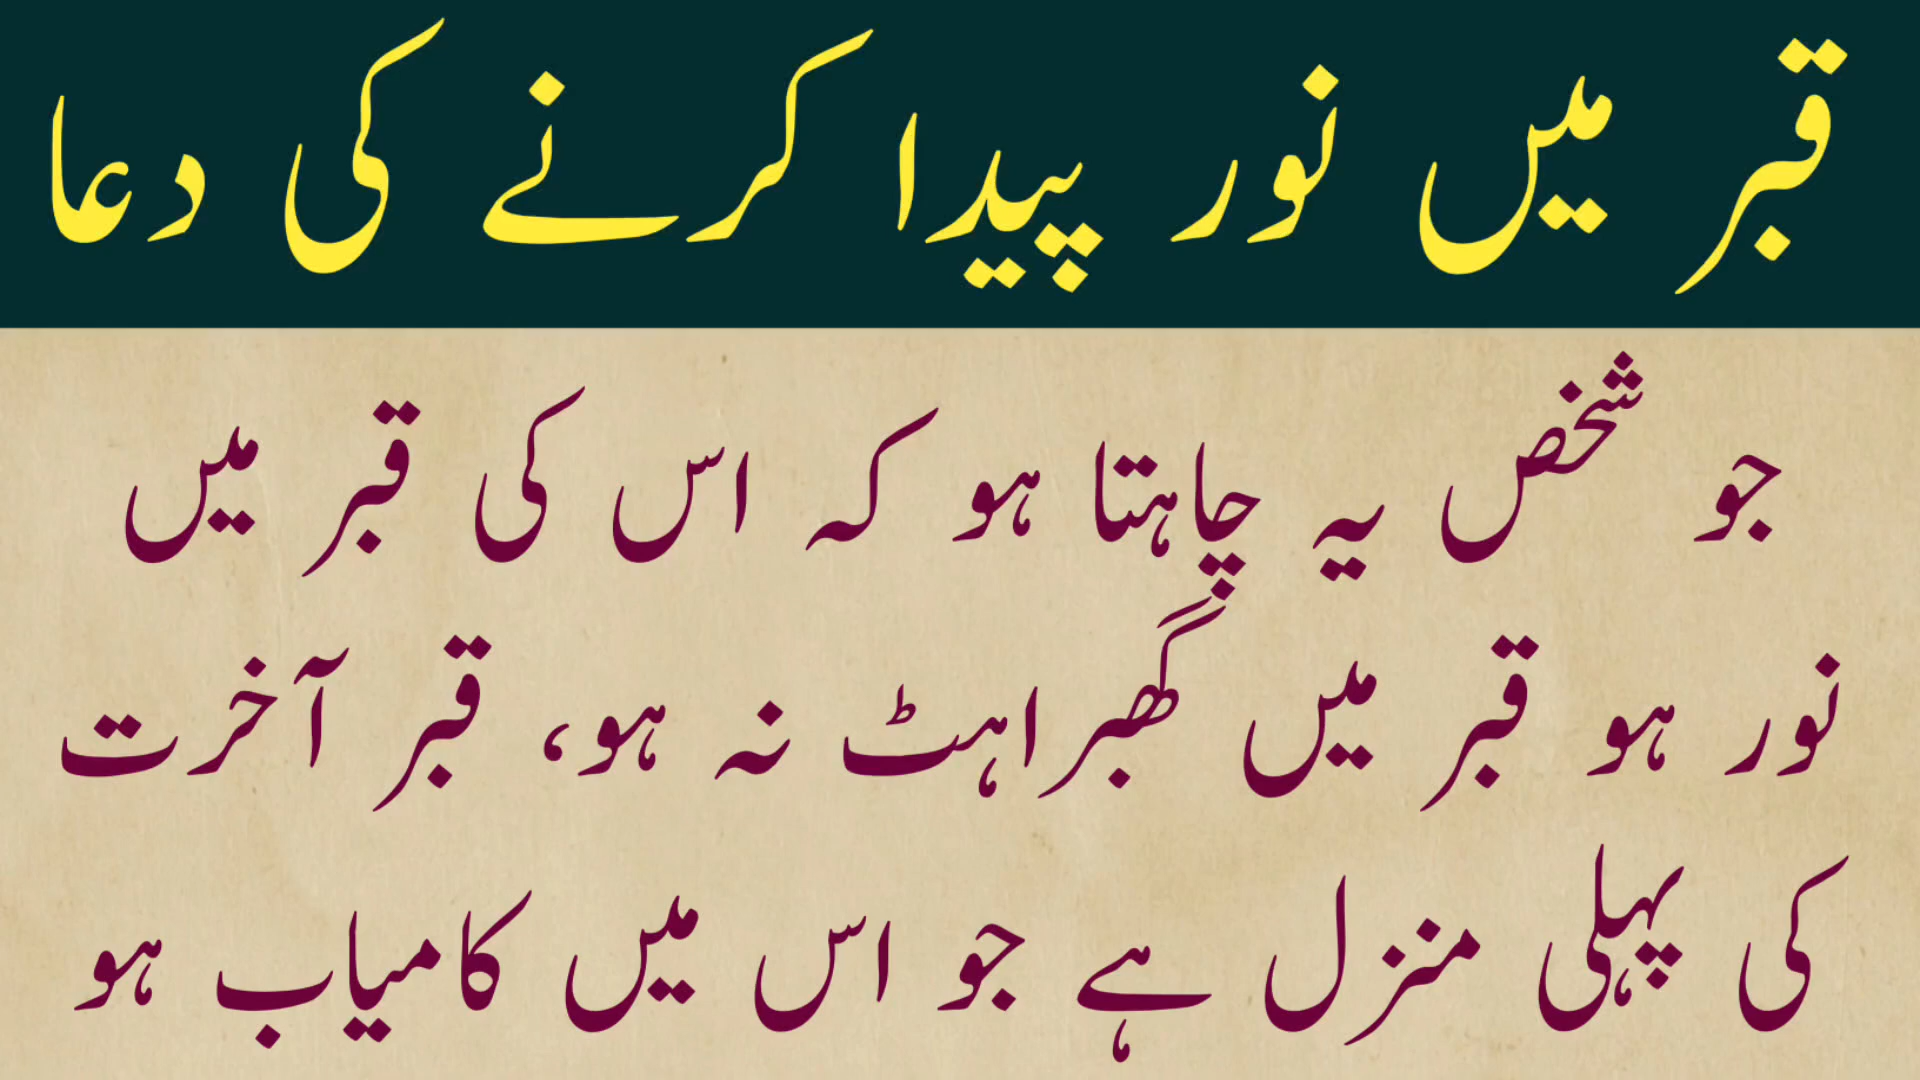 قبر میں نور پیدا کرنے کی دعا
جو شخص یہ چاہتا ہو کہ اس کی قبر میں
نور ہو قبر میں گھبراہٹ نہ ہو، قبر آخرت
کی پہلی منزل ہے جو اس میں کامیاب ہو